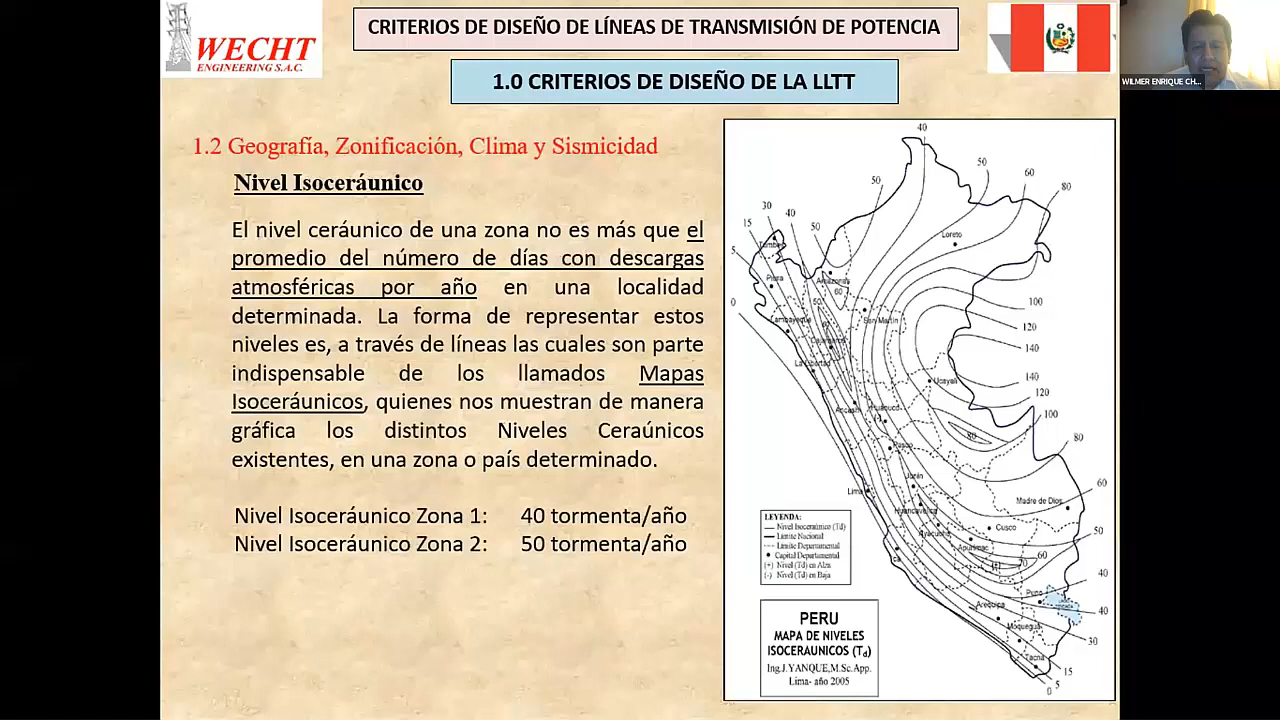 WECHT
ENGINEERING S.A.C.
CRITERIOS DE DISEÑO DE LÍNEAS DE TRANSMISIÓN DE POTENCIA
1.0 CRITERIOS DE DISEÑO DE LA LLTT
WILMER ENRIQUE CH...
1.2 Geografía, Zonificación, Clima y Sismicidad
Nivel Isoceráunico
El nivel ceráunico de una zona no es más que el
promedio del número de días con descargas
atmosféricas por año en una localidad
determinada. La forma de representar estos
niveles es, a través de líneas las cuales son parte
indispensable de los llamados Mapas
Isoceráunicos, quienes nos muestran de manera
gráfica los distintos Niveles Ceraúnicos
existentes, en una zona o país determinado.
Nivel Isoceráunico Zona 1: 40 tormenta/año
Nivel Isoceráunico Zona 2: 50 tormenta/año
40
50
50
60
80
30
40
15
50
5
0
Loreto
Tumbes
Piura
Amazonas
60
50
San Martín
Lambayeque
Cajamarca
La Libertad
100
120
140
140
120
100
Ucayali
Ancash
Huánuco
(-)
80
80
Pasco
60
Lima
Junín
Huancavelica
Madre de Dios
Ayacucho
Cusco
50
Apurímac
60
70
(+)
40
Puno
40
Arequipa
Moquegua
30
Tacna
15
5
0
LEYENDA:
Nivel Isoceráunico (Td)
Límite Nacional
Límite Departamental
Capital Departamental
(+) Nivel (Td) en Alza
(-) Nivel (Td) en Baja
PERU
MAPA DE NIVELES
ISOCERAUNICOS (Td)
Ing.J.YANQUE,M.Sc.App.
Lima- año 2005